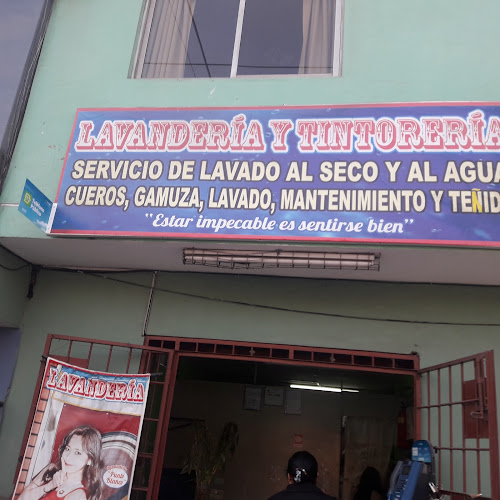 LAVANDERÍA Y TINTORERÍA
SERVICIO DE LAVADO AL SECO Y AL AGUA
CUEROS, GAMUZA, LAVADO, MANTENIMIENTO Y TEÑID
"Estar impecable es sentirse bien"
LAVANDERÍA